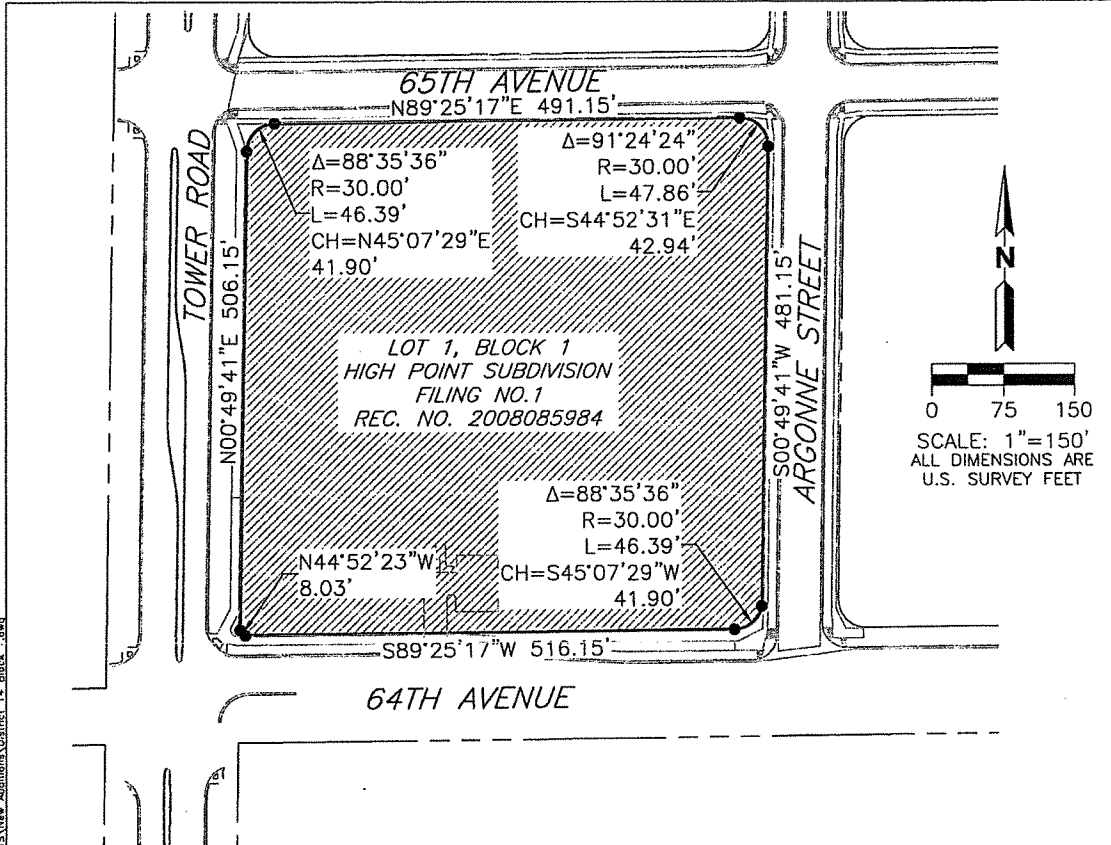 65TH AVENUE
N89°25'17"E 491.15'
TOWER ROAD
N00°49'41"E 506.15'
Δ=88°35'36"
R=30.00'
L=46.39'
CH=N45°07'29"E
41.90'
Δ=91°24'24"
R=30.00'
L=47.86'
CH=S44°52'31"E
42.94'
S00°49'41"W 481.15'
ARGONNE STREET
N
0 75 150
SCALE: 1"=150'
ALL DIMENSIONS ARE
U.S. SURVEY FEET
LOT 1, BLOCK 1
HIGH POINT SUBDIVISION
FILING NO.1
REC. NO. 2008085984
Δ=88°35'36"
R=30.00'
L=46.39'
CH=S45°07'29"W
41.90'
N44°52'23"W
8.03'
S89°25'17"W 516.15'
64TH AVENUE